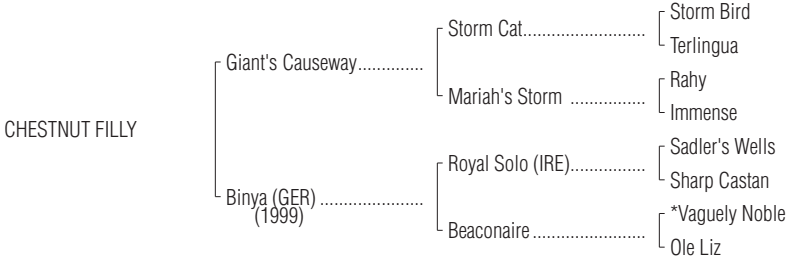 Storm Bird
Storm Cat..........................
Terlingua
Giant's Causeway..............
Rahy
Mariah's Storm ................
Immense
CHESTNUT FILLY
Sadler's Wells
Royal Solo (IRE)................
Sharp Castan
Binya (GER) ......................
(1999)
*Vaguely Noble
Beaconaire ........................
Ole Liz